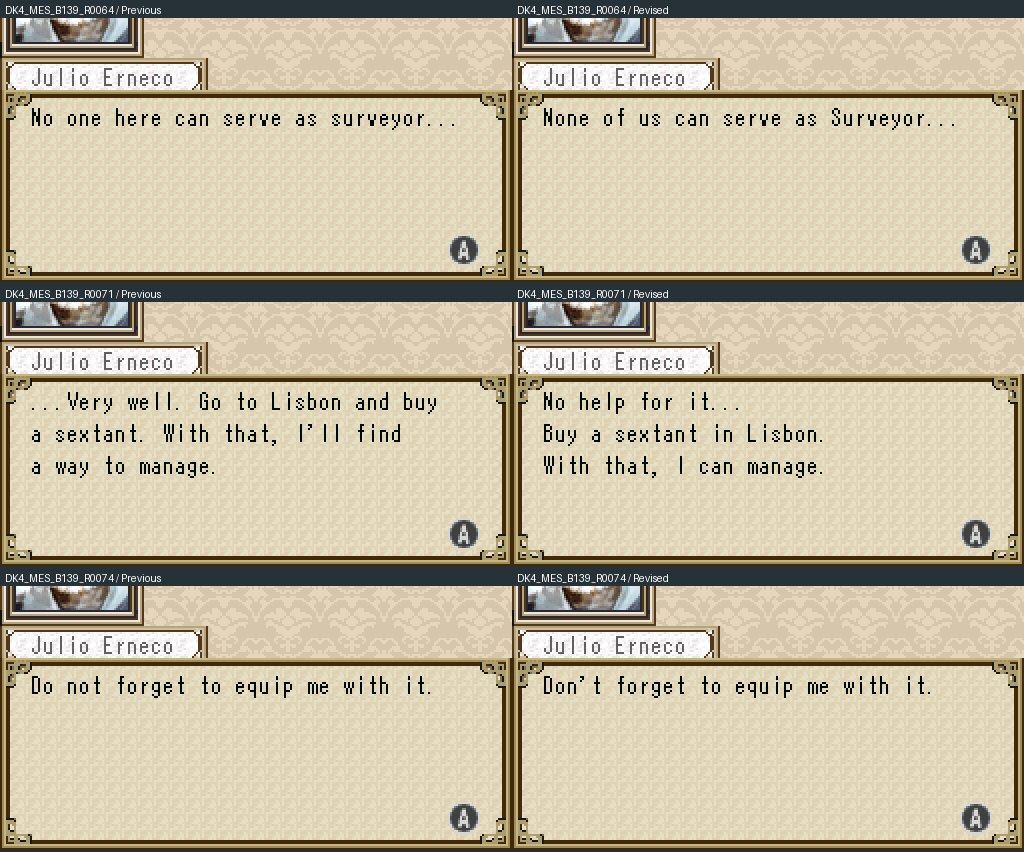 DK4_MES_B139_R0064 / Previous
DK4_MES_B139_R0064 / Revised
Julio Erneco
No one here can serve as surveyor...
A
Julio Erneco
None of us can serve as Surveyor...
A
DK4_MES_B139_R0071 / Previous
DK4_MES_B139_R0071 / Revised
Julio Erneco
...Very well. Go to Lisbon and buy
a sextant. With that, I'll find
a way to manage.
A
Julio Erneco
No help for it...
Buy a sextant in Lisbon.
With that, I can manage.
A
DK4_MES_B139_R0074 / Previous
DK4_MES_B139_R0074 / Revised
Julio Erneco
Do not forget to equip me with it.
A
Julio Erneco
Don't forget to equip me with it.
A